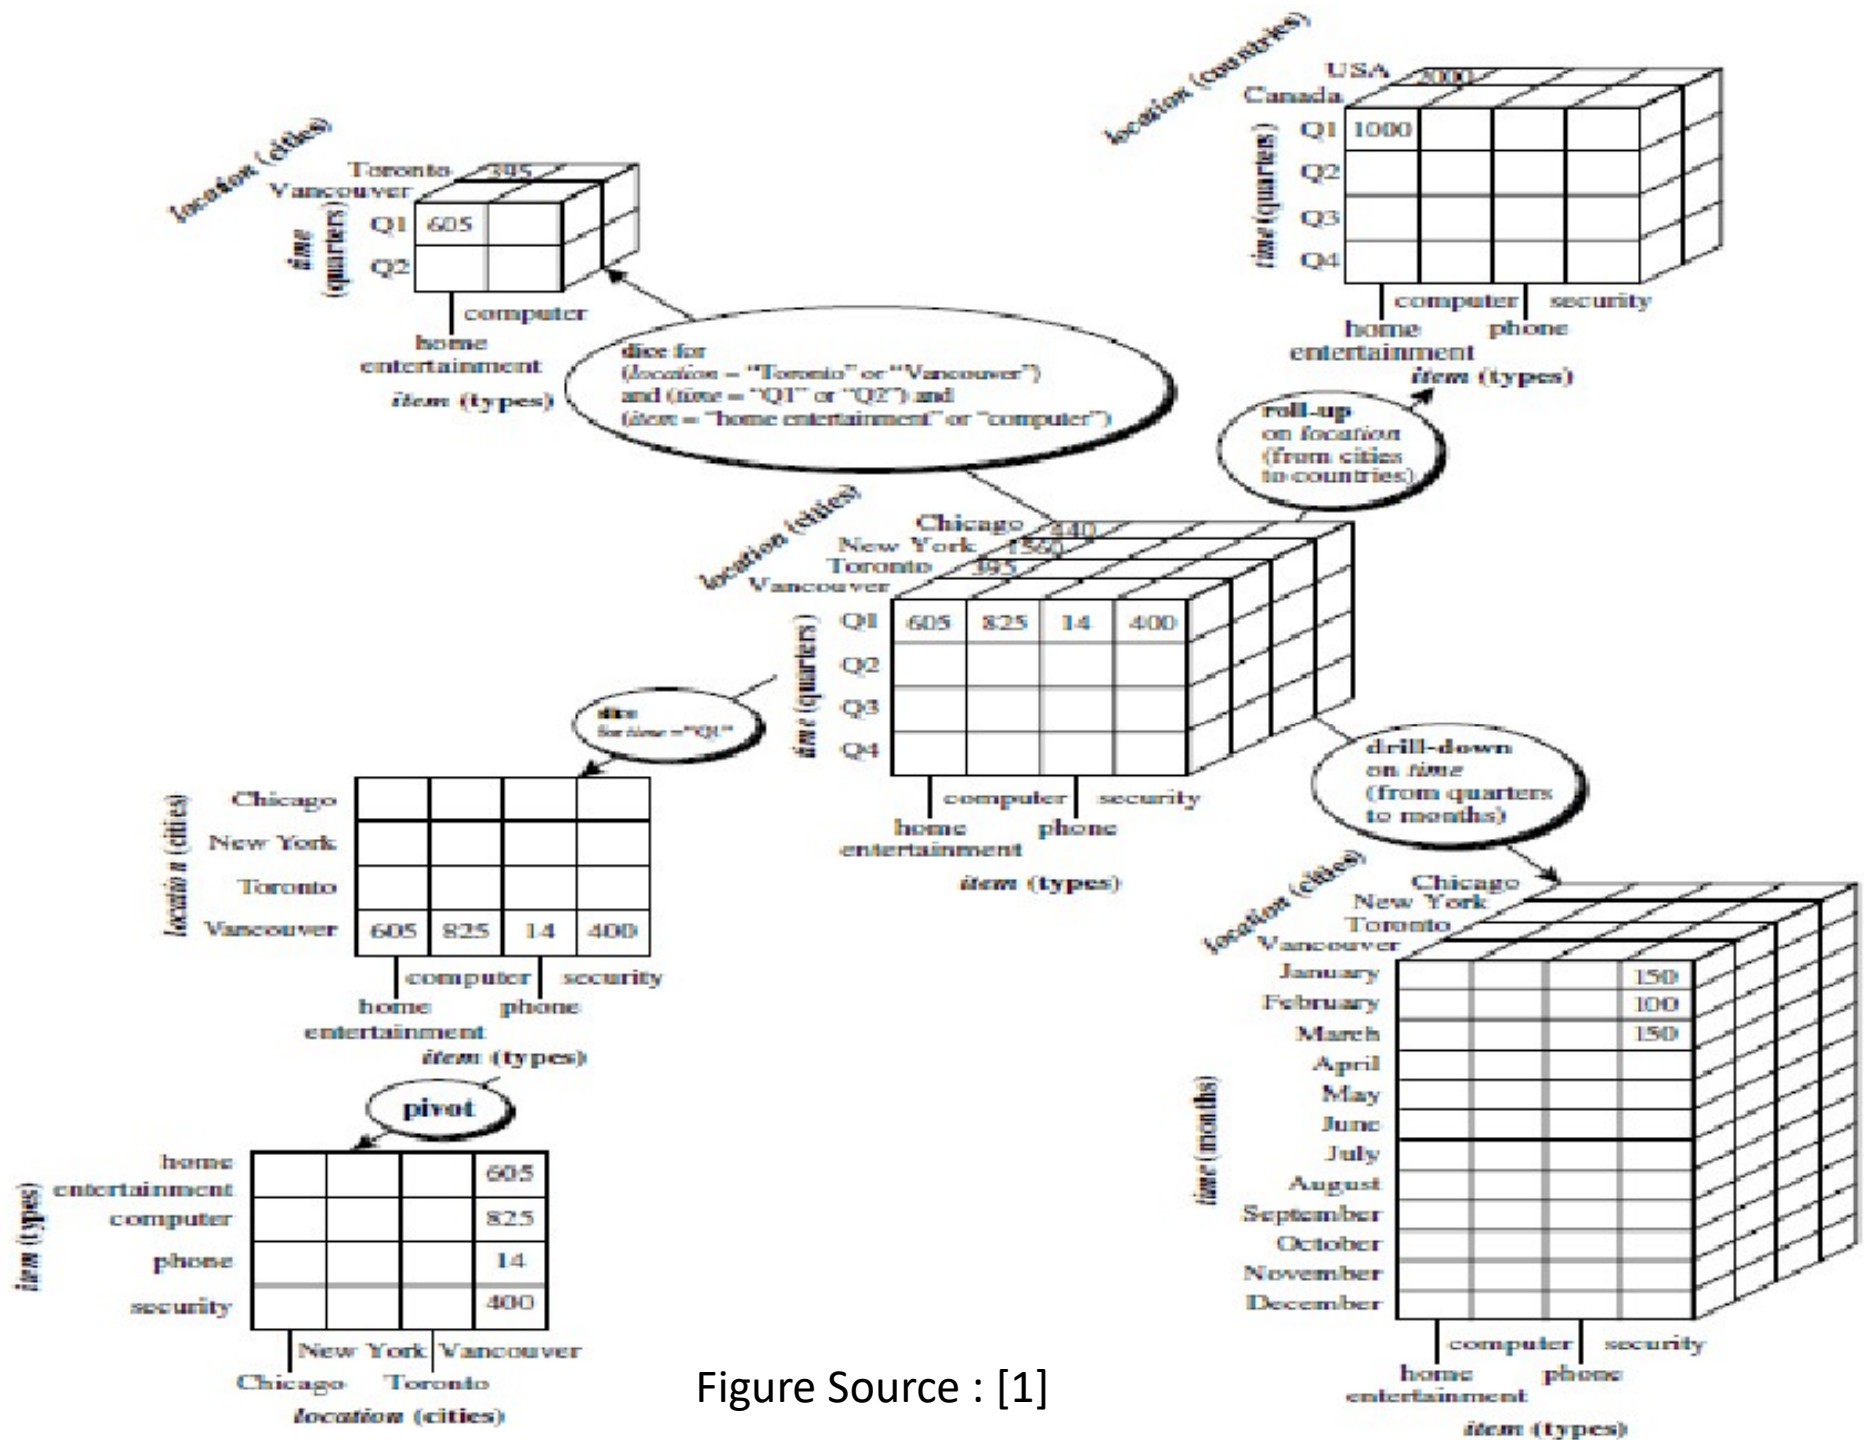 location (cities)
Toronto 395
Vancouver
time (quarters)
Q1 605
Q2
computer
home
entertainment
item (types)
location (countries)
USA 2000
Canada
time (quarters)
Q1 1000
Q2
Q3
Q4
computer security
home phone
entertainment
item (types)
dice for
(location = "Toronto" or "Vancouver")
and (time = "Q1" or "Q2") and
(item = "home entertainment" or "computer")
roll-up
on location
(from cities
to countries)
location (cities)
Chicago 440
New York 1560
Toronto 395
Vancouver
time (quarters)
Q1 605 825 14 400
Q2
Q3
Q4
computer security
home phone
entertainment
item (types)
for time = "Q1"
drill-down
on time
(from quarters
to months)
location (cities)
Chicago
New York
Toronto
Vancouver 605 825 14 400
computer security
home phone
entertainment
item (types)
pivot
item (types)
home
entertainment 605
computer 825
phone 14
security 400
New York Vancouver
Chicago Toronto
location (cities)
location (cities)
Chicago
New York
Toronto
Vancouver
time (months)
January 150
February 100
March 150
April
May
June
July
August
September
October
November
December
computer security
home phone
entertainment
item (types)
Figure Source : [1]